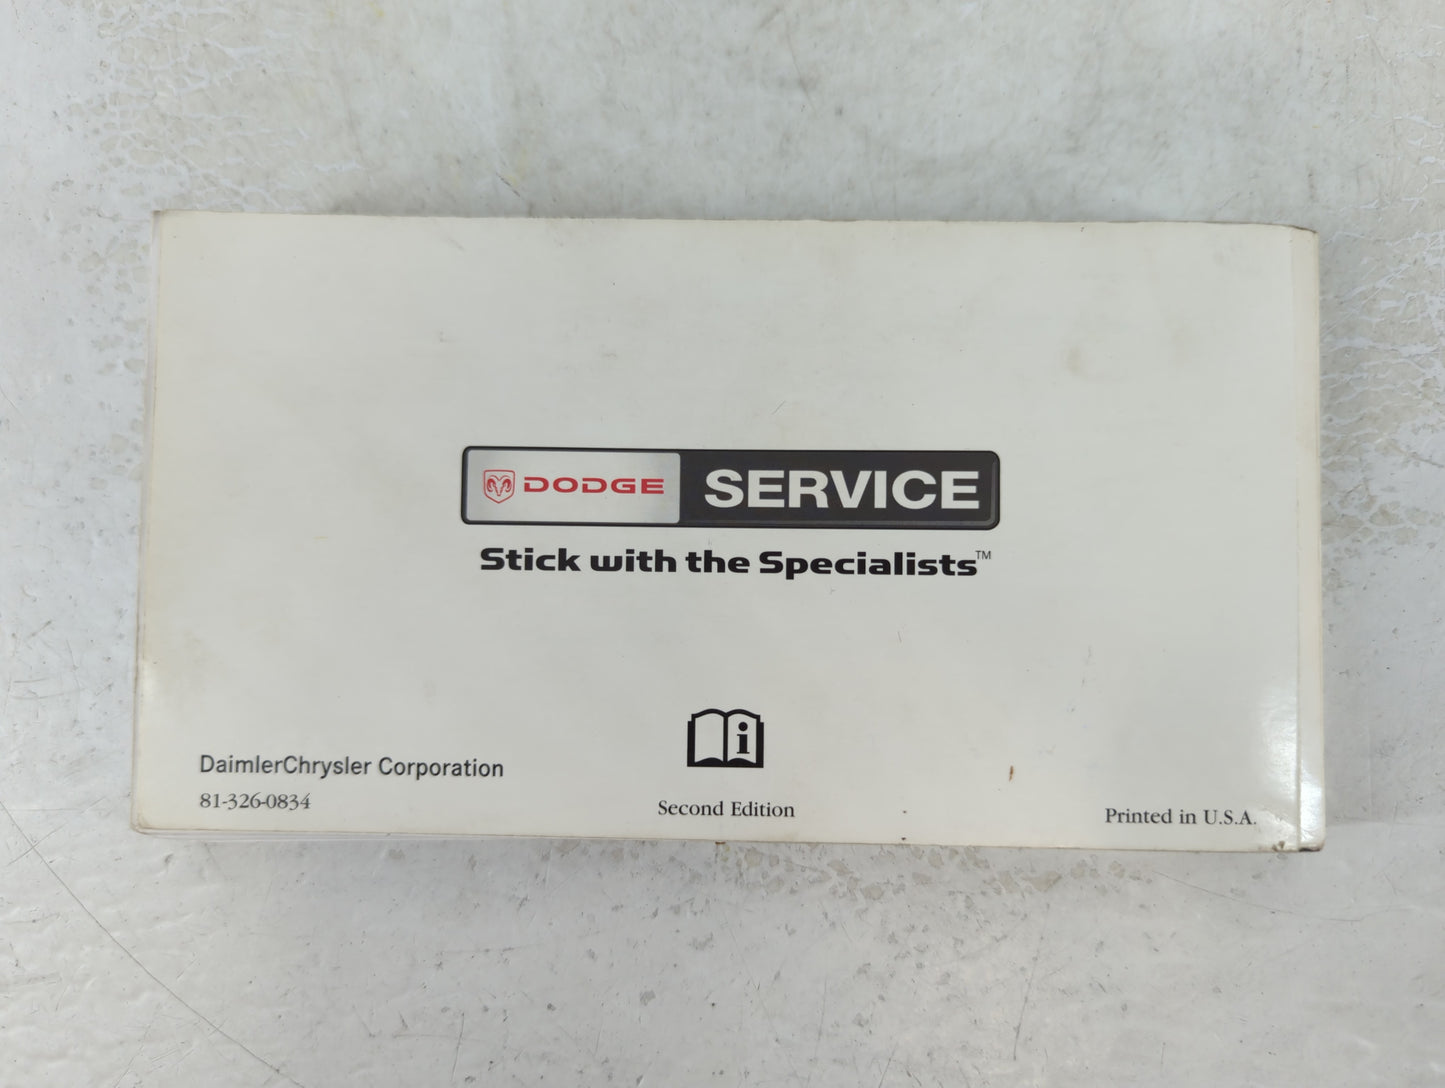 DODGE SERVICE
Stick with the Specialists™
i
DaimlerChrysler Corporation
81-326-0834
Second Edition
Printed in U.S.A.